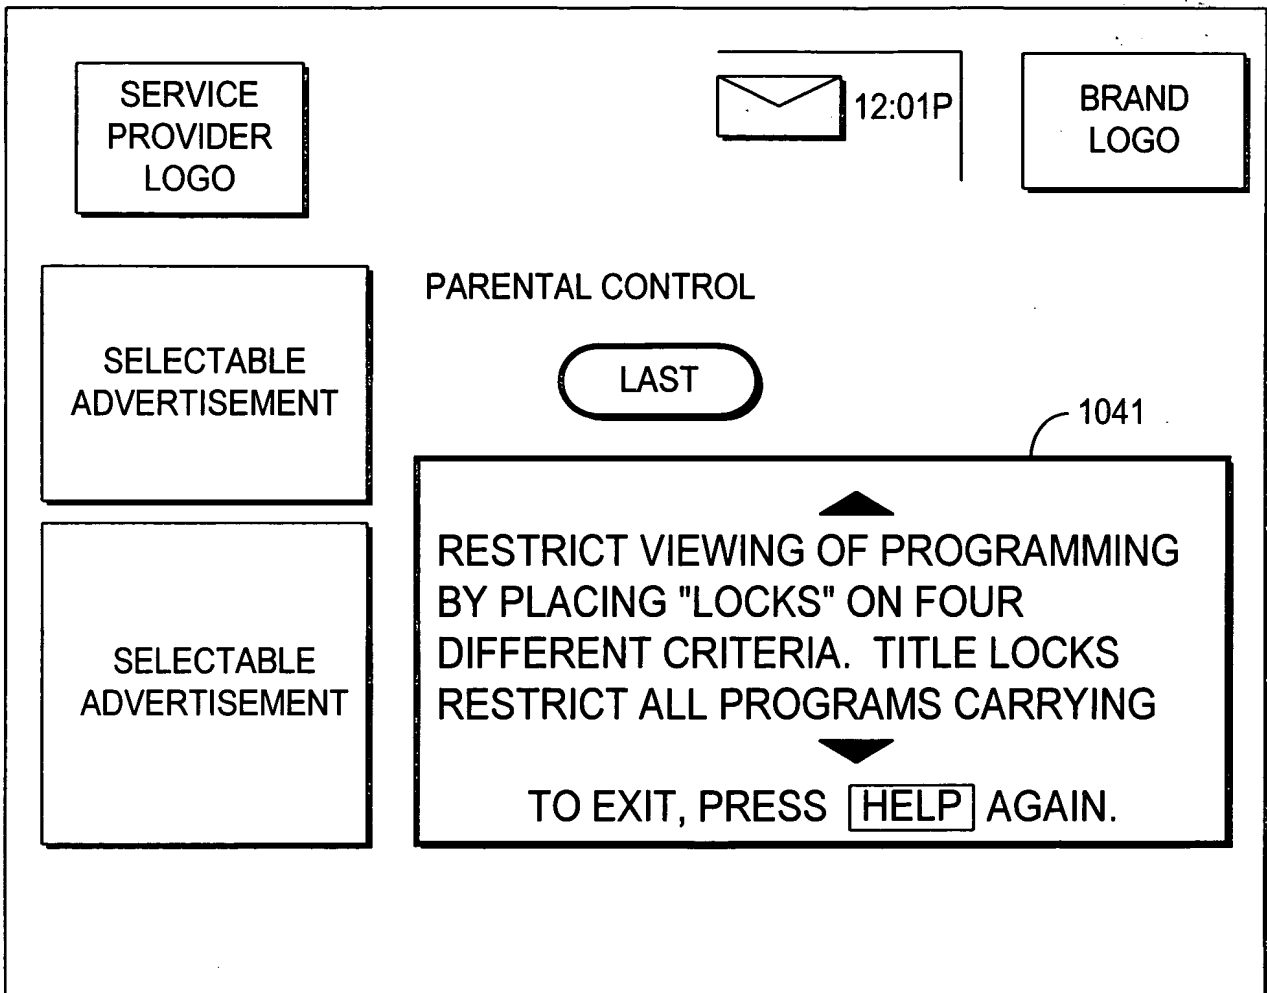 SERVICE
PROVIDER
LOGO
12:01P
BRAND
LOGO
SELECTABLE
ADVERTISEMENT
PARENTAL CONTROL
LAST
1041
RESTRICT VIEWING OF PROGRAMMING
BY PLACING "LOCKS" ON FOUR
DIFFERENT CRITERIA. TITLE LOCKS
RESTRICT ALL PROGRAMS CARRYING
TO EXIT, PRESS HELP AGAIN.
SELECTABLE
ADVERTISEMENT